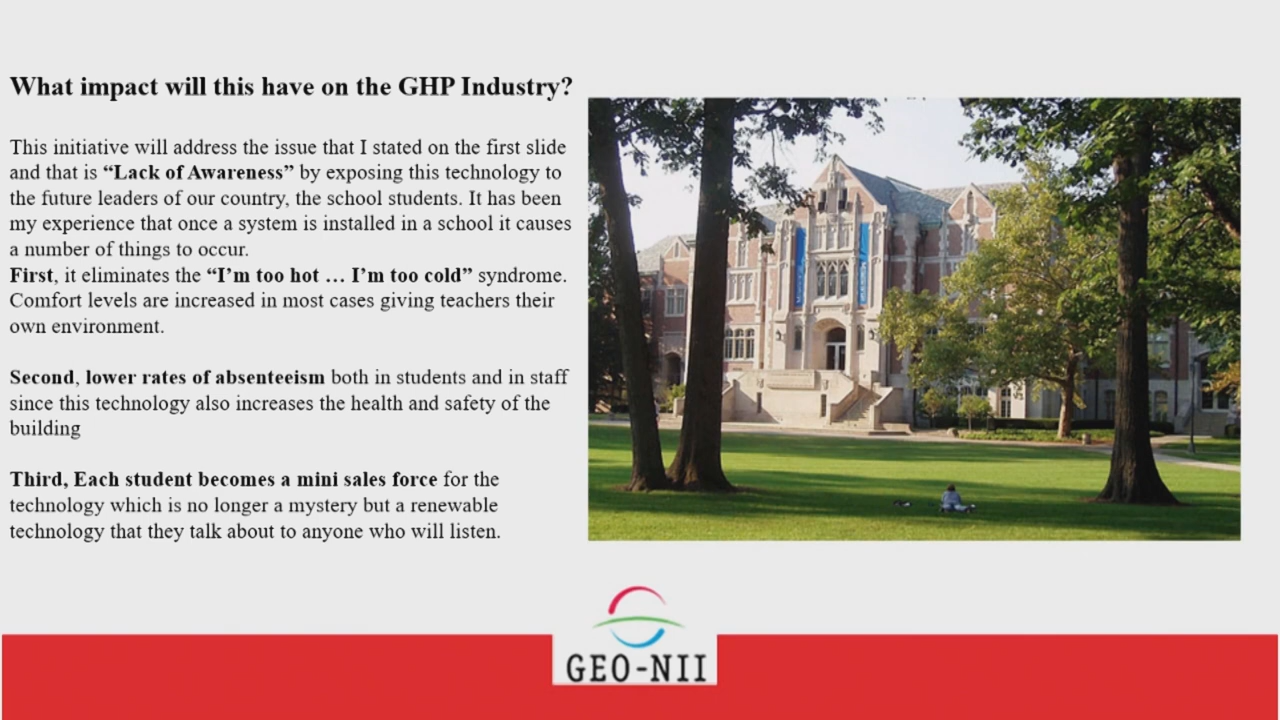 What impact will this have on the GHP Industry?
This initiative will address the issue that I stated on the first slide
and that is “Lack of Awareness” by exposing this technology to
the future leaders of our country, the school students. It has been
my experience that once a system is installed in a school it causes
a number of things to occur.
First, it eliminates the “I’m too hot … I’m too cold” syndrome.
Comfort levels are increased in most cases giving teachers their
own environment.
Second, lower rates of absenteeism both in students and in staff
since this technology also increases the health and safety of the
building
Third, Each student becomes a mini sales force for the
technology which is no longer a mystery but a renewable
technology that they talk about to anyone who will listen.
GEO-NII